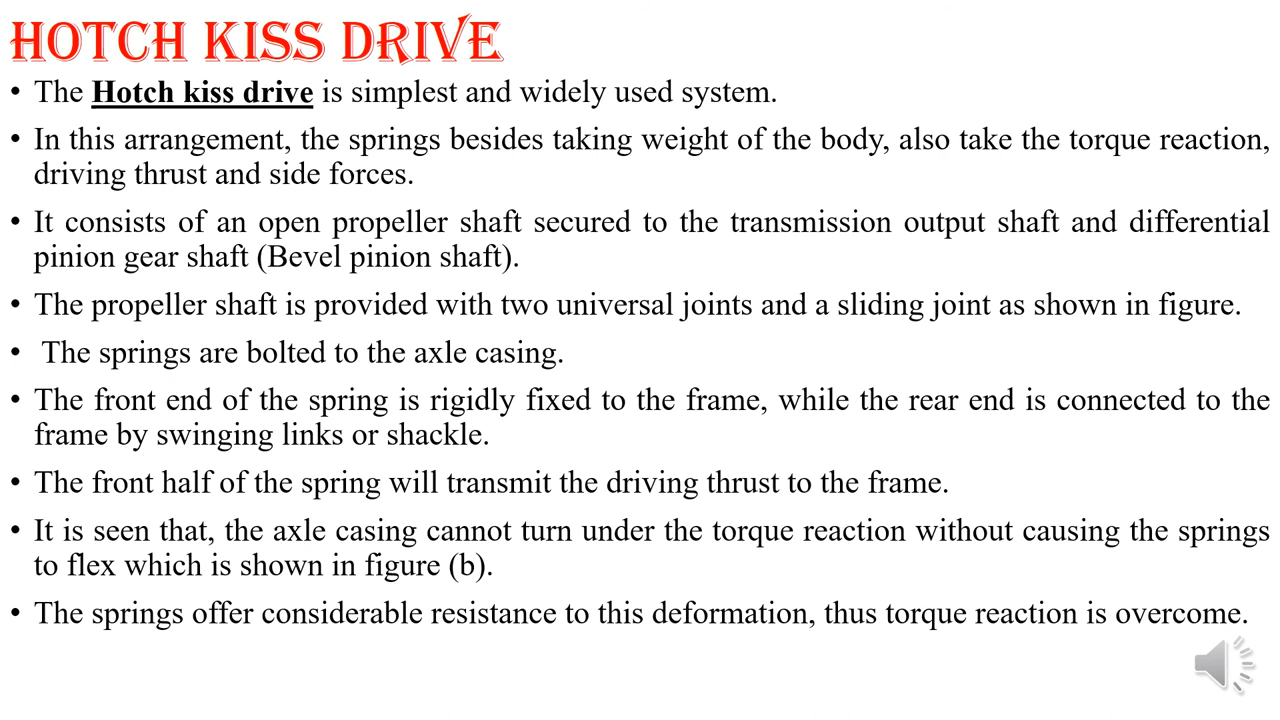 HOTCH KISS DRIVE
• The Hotch kiss drive is simplest and widely used system.
• In this arrangement, the springs besides taking weight of the body, also take the torque reaction,
driving thrust and side forces.
• It consists of an open propeller shaft secured to the transmission output shaft and differential
pinion gear shaft (Bevel pinion shaft).
• The propeller shaft is provided with two universal joints and a sliding joint as shown in figure.
• The springs are bolted to the axle casing.
• The front end of the spring is rigidly fixed to the frame, while the rear end is connected to the
frame by swinging links or shackle.
• The front half of the spring will transmit the driving thrust to the frame.
• It is seen that, the axle casing cannot turn under the torque reaction without causing the springs
to flex which is shown in figure (b).
• The springs offer considerable resistance to this deformation, thus torque reaction is overcome.